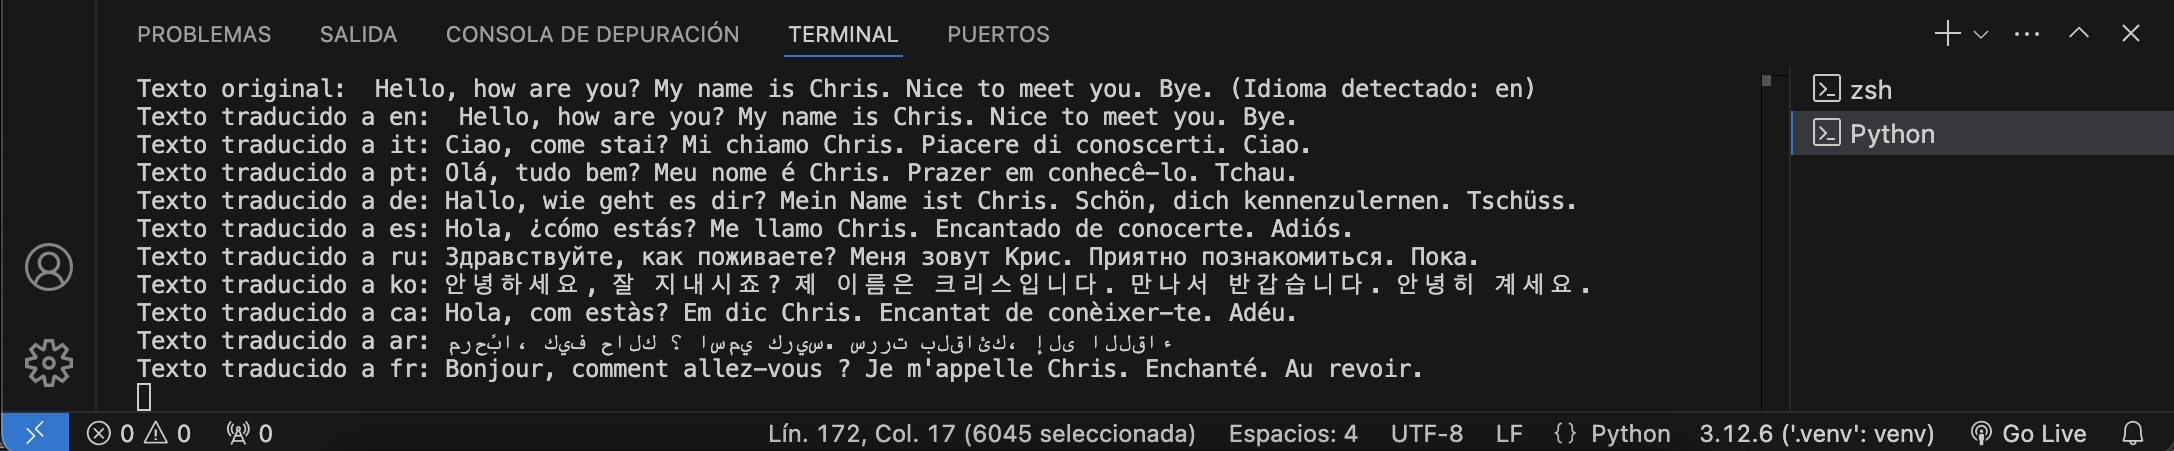 PROBLEMAS SALIDA CONSOLA DE DEPURACIÓN TERMINAL PUERTOS
Texto original:  Hello, how are you? My name is Chris. Nice to meet you. Bye. (Idioma detectado: en)
Texto traducido a en:  Hello, how are you? My name is Chris. Nice to meet you. Bye.
Texto traducido a it: Ciao, come stai? Mi chiamo Chris. Piacere di conoscerti. Ciao.
Texto traducido a pt: Olá, tudo bem? Meu nome é Chris. Prazer em conhecê-lo. Tchau.
Texto traducido a de: Hallo, wie geht es dir? Mein Name ist Chris. Schön, dich kennenzulernen. Tschüss.
Texto traducido a es: Hola, ¿cómo estás? Me llamo Chris. Encantado de conocerte. Adiós.
Texto traducido a ru: Здравствуйте, как поживаете? Меня зовут Крис. Приятно познакомиться. Пока.
Texto traducido a ko: 안녕하세요, 잘 지내시죠? 제 이름은 크리스입니다. 만나서 반갑습니다. 안녕히 계세요.
Texto traducido a ca: Hola, com estàs? Em dic Chris. Encantat de conèixer-te. Adéu.
Texto traducido a ar: مرحبًا، كيف حالك ؟ اسمي كريس. سررت بلقائك، إلى اللقاء
Texto traducido a fr: Bonjour, comment allez-vous ? Je m'appelle Chris. Enchanté. Au revoir.
zsh
Python
0 0 0 Lín. 172, Col. 17 (6045 seleccionada) Espacios: 4 UTF-8 LF {} Python 3.12.6 ('.venv': venv) Go Live